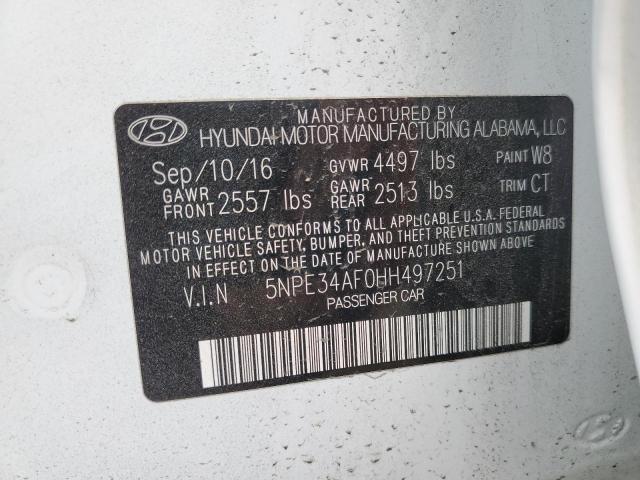 MANUFACTURED BY
HYUNDAI MOTOR MANUFACTURING ALABAMA, LLC
Sep/10/16 GVWR 4497 lbs PAINT W8
GAWR FRONT 2557 lbs GAWR REAR 2513 lbs TRIM CT
THIS VEHICLE CONFORMS TO ALL APPLICABLE U.S.A. FEDERAL
MOTOR VEHICLE SAFETY, BUMPER, AND THEFT PREVENTION STANDARDS
IN EFFECT ON THE DATE OF MANUFACTURE SHOWN ABOVE
V.I.N 5NPE34AF0HH497251
PASSENGER CAR